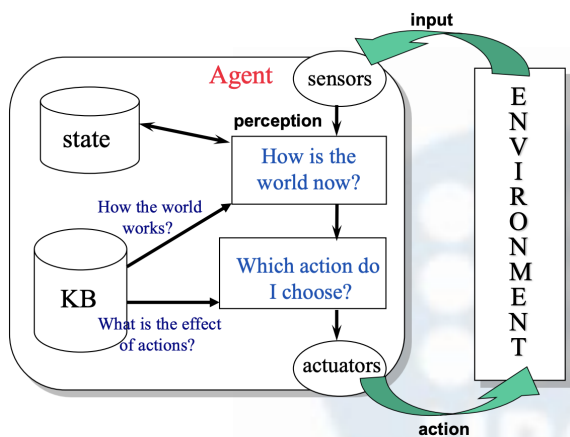 input
Agent
sensors
state
perception
How is the
world now?
How the world
works?
KB
Which action do
I choose?
What is the effect
of actions?
actuators
action
ENVIRONMENT